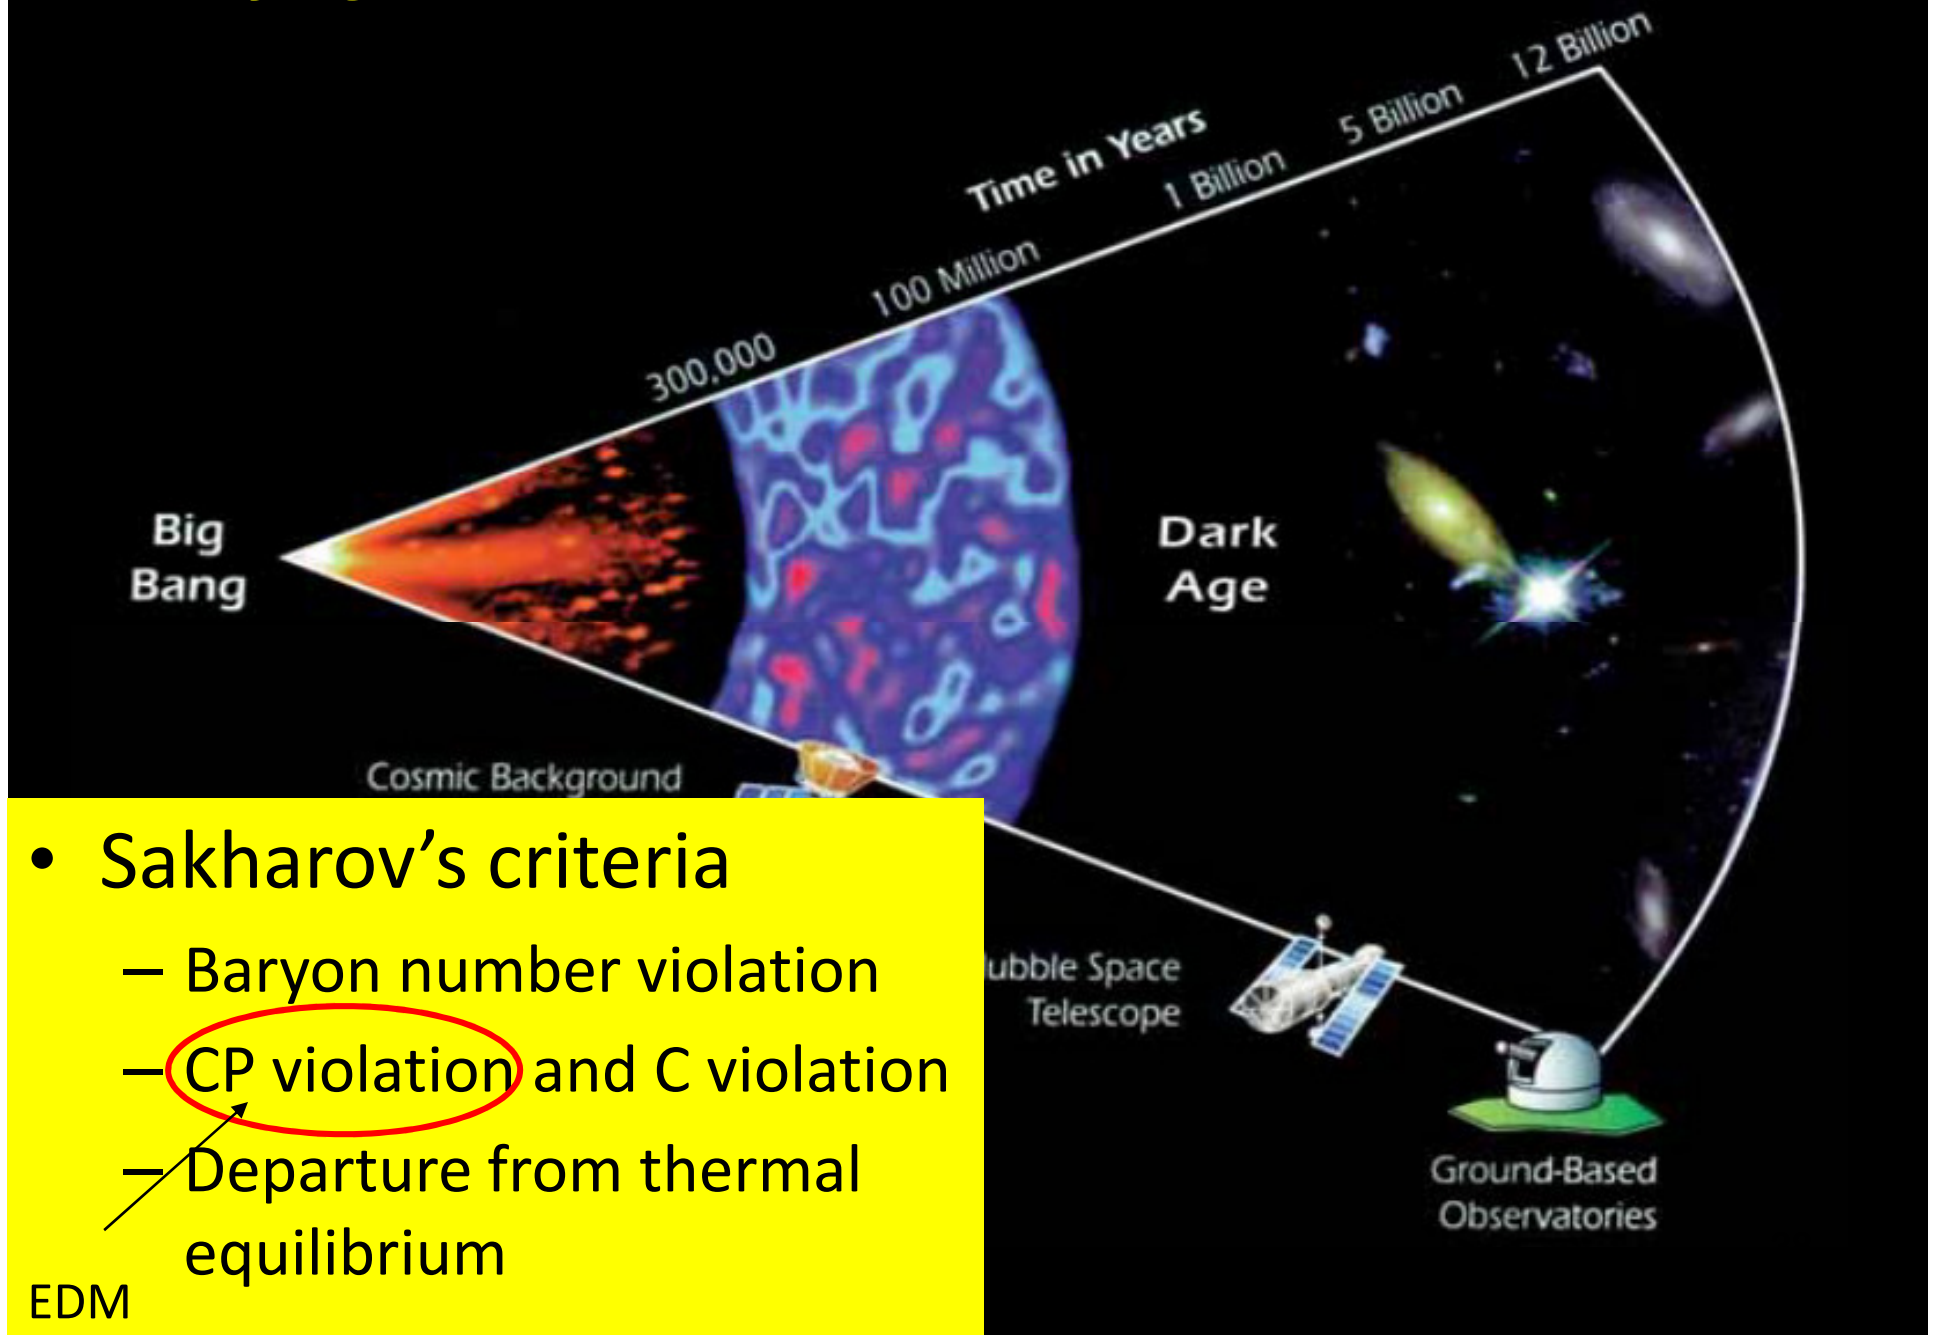 12 Billion
5 Billion
Time in Years
1 Billion
100 Million
300,000
Big
Bang
Dark
Age
Cosmic Background
• Sakharov’s criteria
– Baryon number violation
– CP violation and C violation
– Departure from thermal
equilibrium
EDM
ubble Space
Telescope
Ground-Based
Observatories